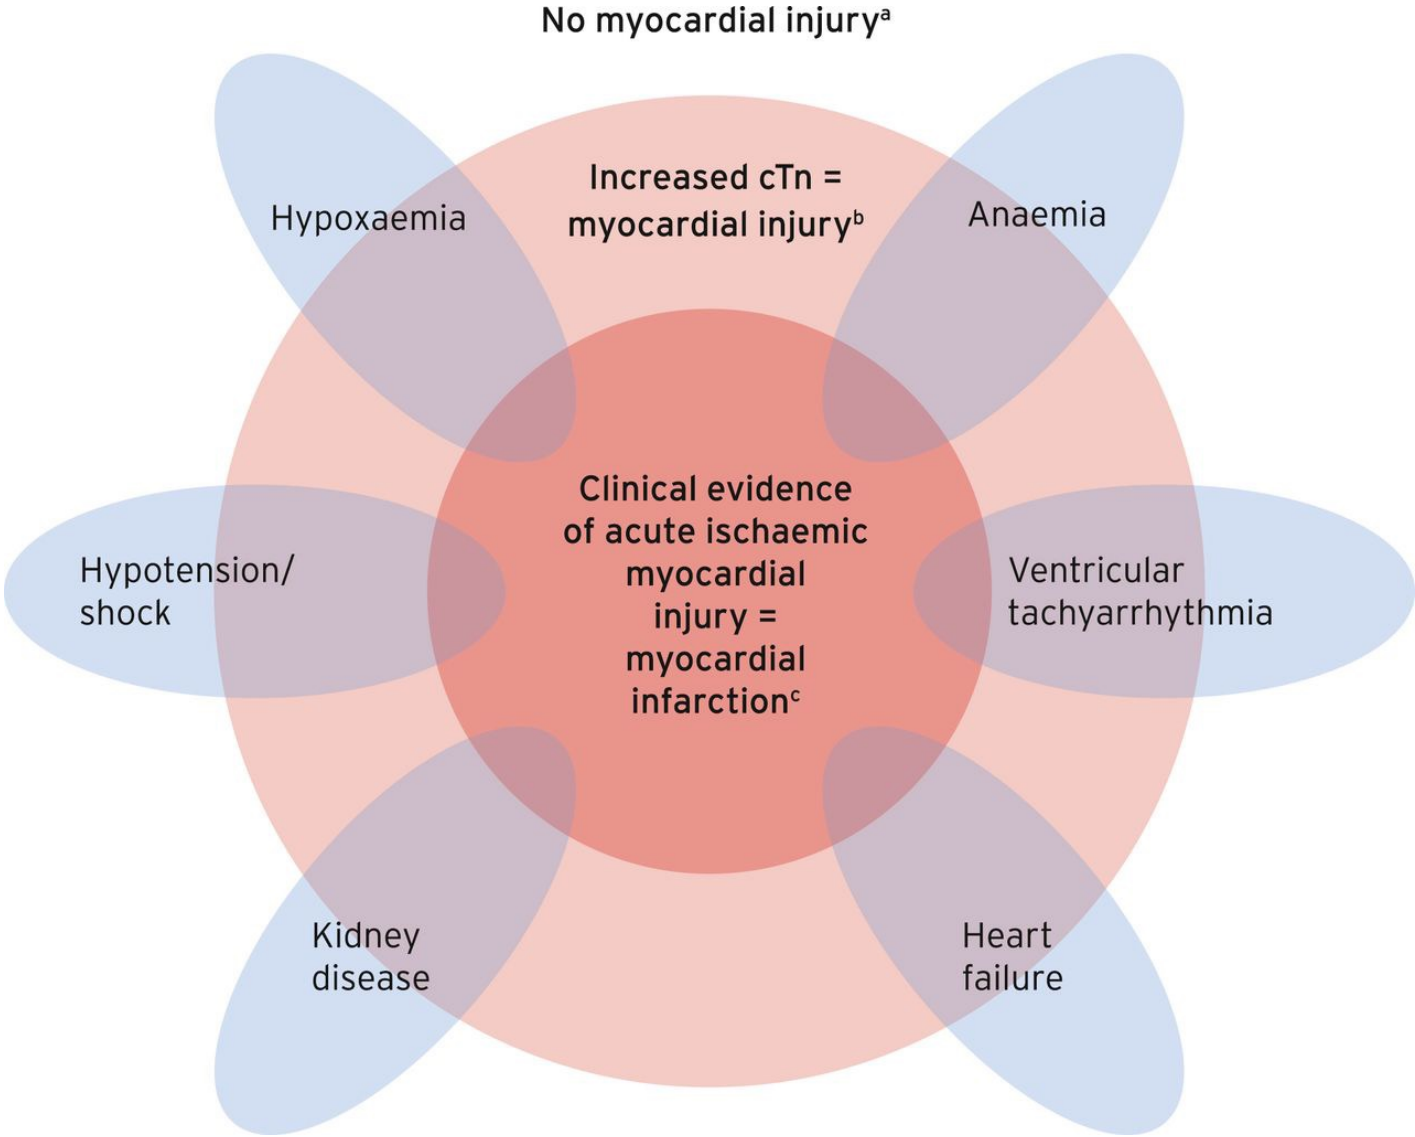 No myocardial injuryᵃ
Increased cTn =
myocardial injuryᵇ
Hypoxaemia
Anaemia
Clinical evidence
of acute ischaemic
myocardial
injury =
myocardial
infarctionᶜ
Hypotension/
shock
Ventricular
tachyarrhythmia
Kidney
disease
Heart
failure